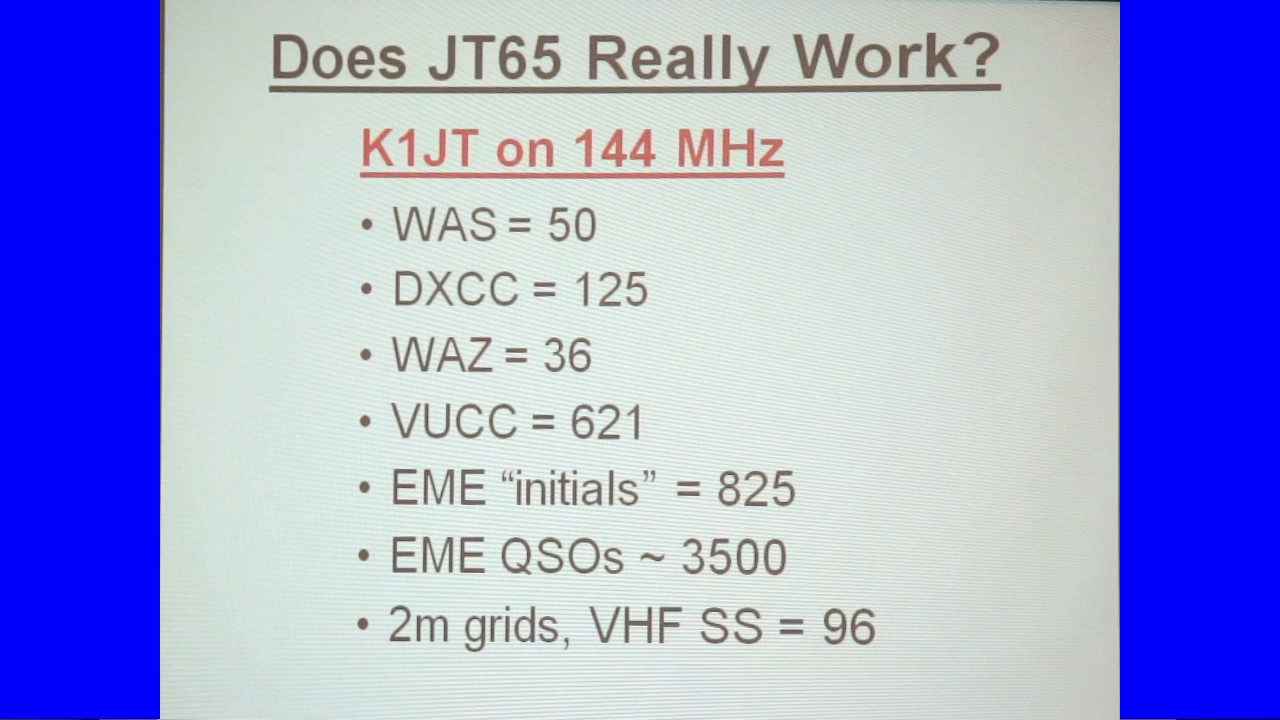 Does JT65 Really Work?
K1JT on 144 MHz
• WAS = 50
• DXCC = 125
• WAZ = 36
• VUCC = 621
• EME “initials” = 825
• EME QSOs ~ 3500
• 2m grids, VHF SS = 96